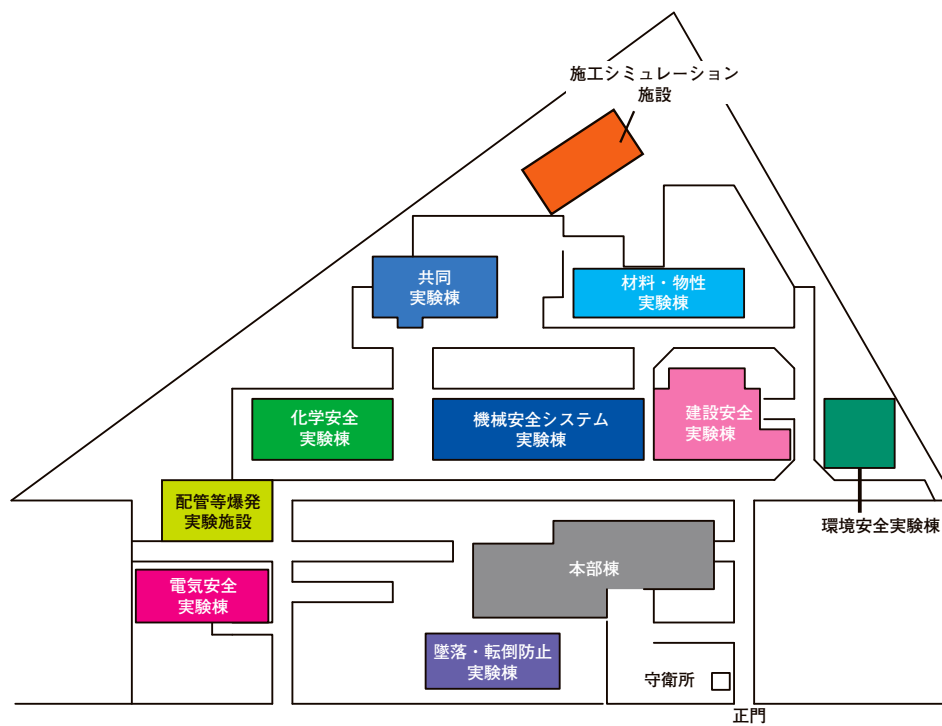 施工シミュレーション
施設
共同
実験棟
材料・物性
実験棟
化学安全
実験棟
機械安全システム
実験棟
建設安全
実験棟
配管等爆発
実験施設
環境安全実験棟
本部棟
電気安全
実験棟
墜落・転倒防止
実験棟
守衛所
正門